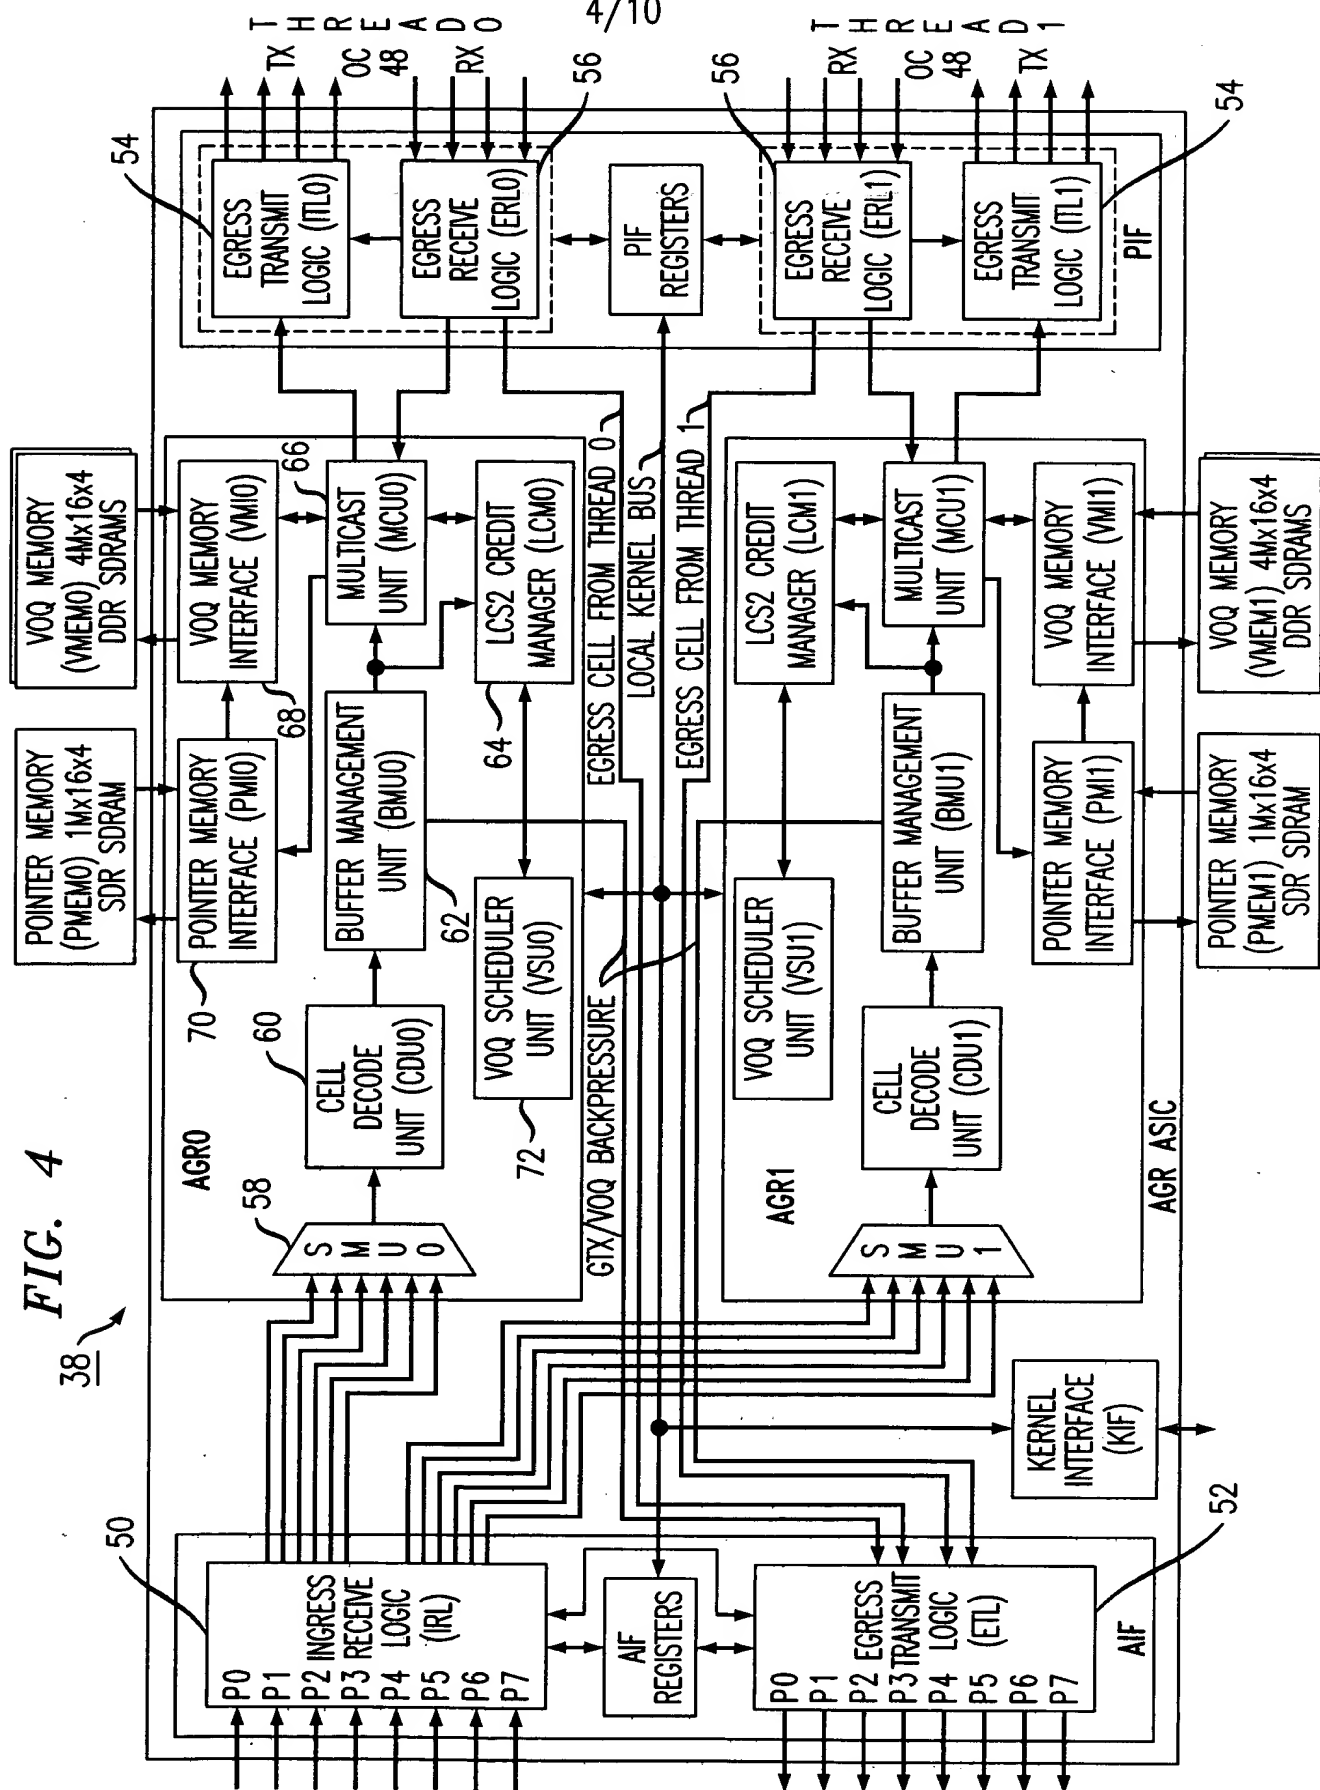 4/10
FIG. 4
38
THREAD 0
TX
OC
48
RX
THREAD 1
RX
OC
48
TX
54
EGRESS
TRANSMIT
LOGIC (ITL0)
EGRESS
RECEIVE
LOGIC (ERL0)
56
PIF
REGISTERS
56
EGRESS
RECEIVE
LOGIC (ERL1)
EGRESS
TRANSMIT
LOGIC (ITL1)
54
PIF
VOQ MEMORY
(VMEM0) 4Mx16x4
DDR SDRAMS
POINTER MEMORY
(PMEM0) 1Mx16x4
SDR SDRAM
VOQ MEMORY
INTERFACE (VMI0)
68
POINTER MEMORY
INTERFACE (PMI0)
70
66
MULTICAST
UNIT (MCU0)
BUFFER MANAGEMENT
UNIT (BMU0)
62
LCS2 CREDIT
MANAGER (LCM0)
64
VOQ SCHEDULER
UNIT (VSU0)
72
60
CELL
DECODE
UNIT (CDU0)
AGR0
58
SMU0
EGRESS CELL FROM THREAD 0
LOCAL KERNEL BUS
EGRESS CELL FROM THREAD 1
GTX/VOQ BACKPRESSURE
LCS2 CREDIT
MANAGER (LCM1)
VOQ SCHEDULER
UNIT (VSU1)
MULTICAST
UNIT (MCU1)
BUFFER MANAGEMENT
UNIT (BMU1)
CELL
DECODE
UNIT (CDU1)
VOQ MEMORY
INTERFACE (VMI1)
POINTER MEMORY
INTERFACE (PMI1)
VOQ MEMORY
(VMEM1) 4Mx16x4
DDR SDRAMS
POINTER MEMORY
(PMEM1) 1Mx16x4
SDR SDRAM
AGR1
SMU1
AGR ASIC
KERNEL
INTERFACE
(KIF)
50
INGRESS
RECEIVE
LOGIC
(IRL)
P0
P1
P2
P3
P4
P5
P6
P7
AIF
REGISTERS
EGRESS
TRANSMIT
LOGIC
(ETL)
P0
P1
P2
P3
P4
P5
P6
P7
52
AIF